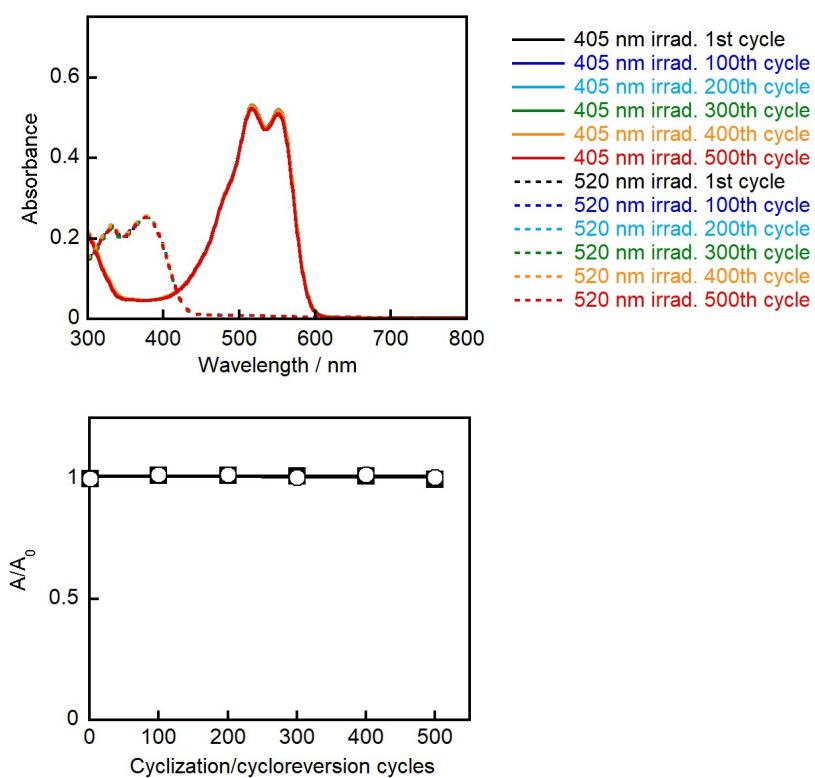 0.6
0.4
0.2
0
Absorbance
300 400 500 600 700 800
Wavelength / nm
405 nm irrad. 1st cycle
405 nm irrad. 100th cycle
405 nm irrad. 200th cycle
405 nm irrad. 300th cycle
405 nm irrad. 400th cycle
405 nm irrad. 500th cycle
520 nm irrad. 1st cycle
520 nm irrad. 100th cycle
520 nm irrad. 200th cycle
520 nm irrad. 300th cycle
520 nm irrad. 400th cycle
520 nm irrad. 500th cycle
1
0.5
0
A/A₀
0 100 200 300 400 500
Cyclization/cycloreversion cycles